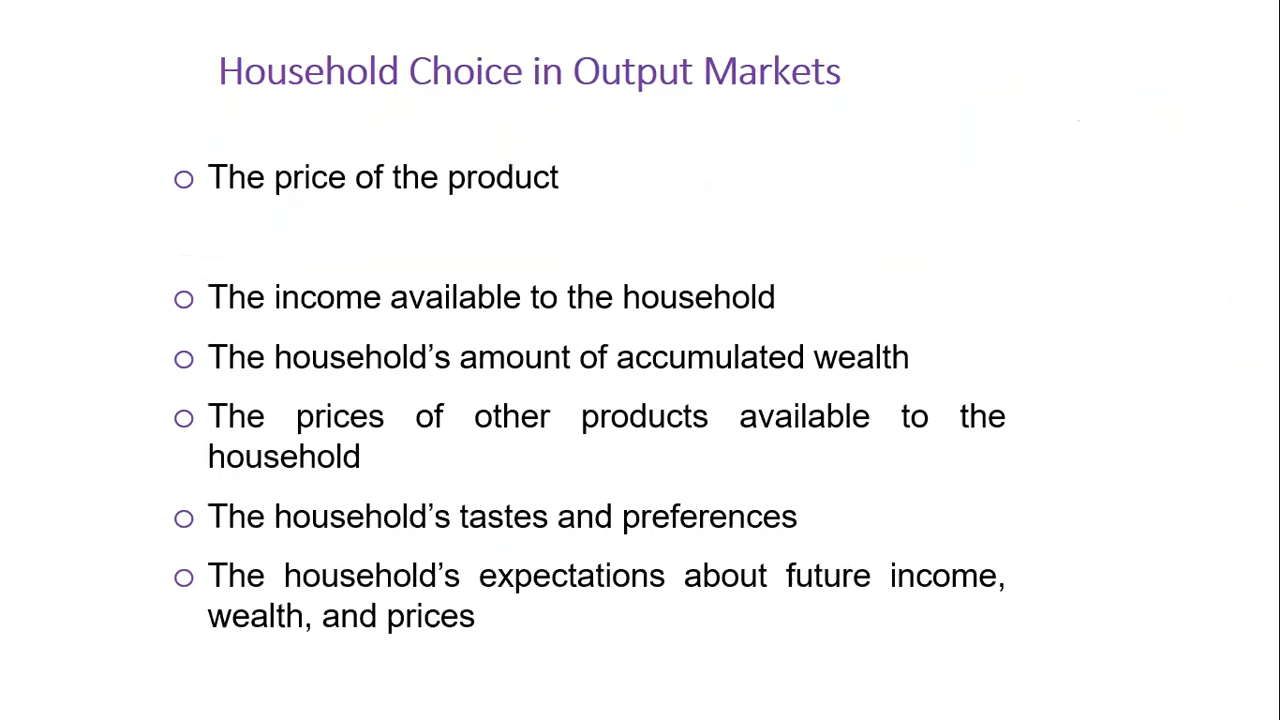 Household Choice in Output Markets
The price of the product
The income available to the household
The household’s amount of accumulated wealth
The prices of other products available to the
household
The household’s tastes and preferences
The household’s expectations about future income,
wealth, and prices